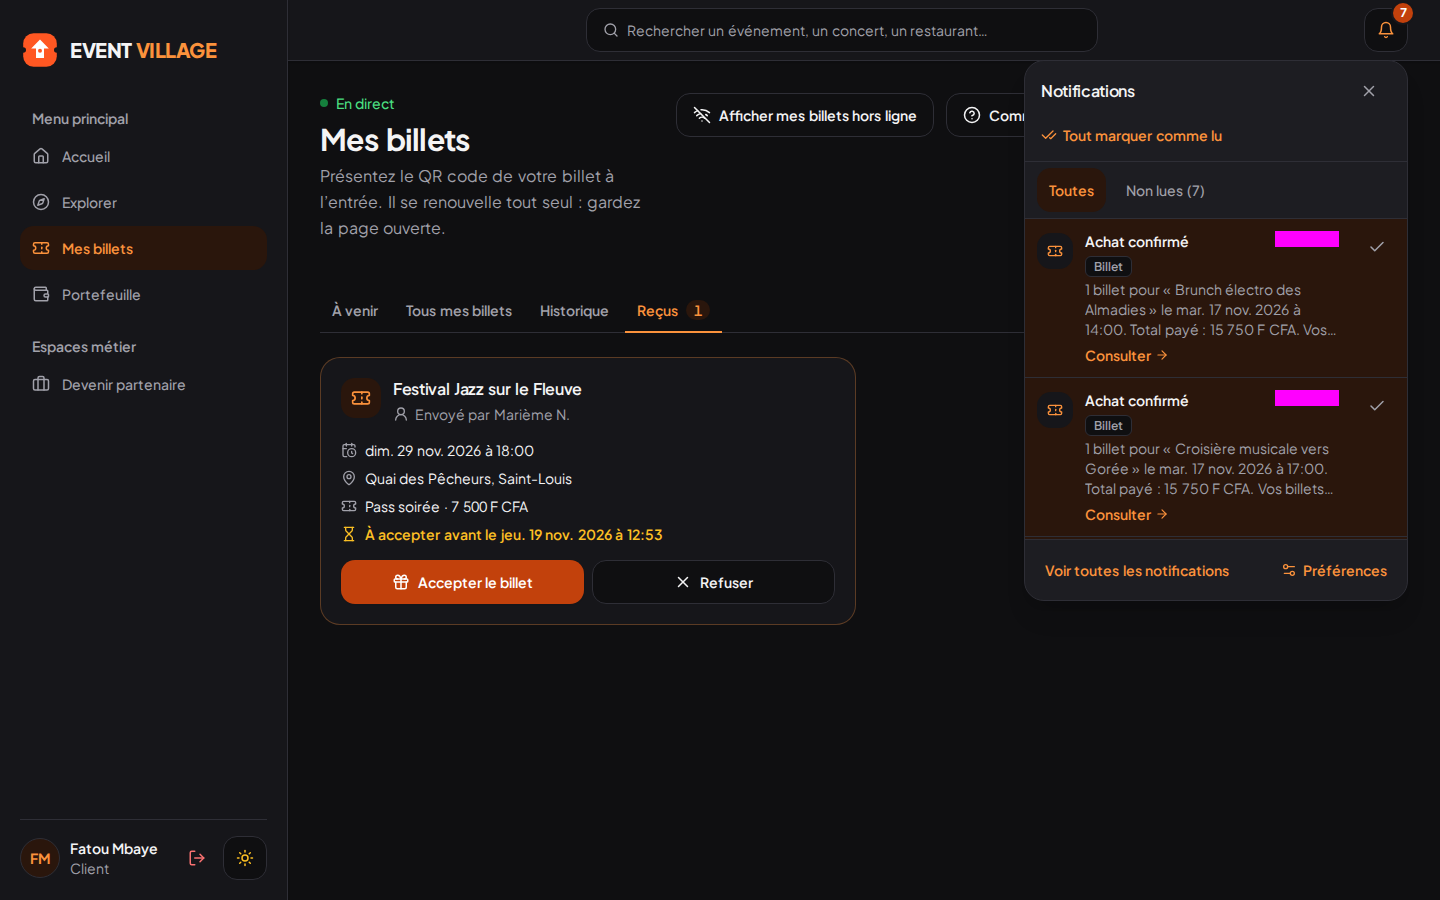 EVENT VILLAGE
Menu principal
Accueil
Explorer
Mes billets
Portefeuille
Espaces métier
Devenir partenaire
FM
Fatou Mbaye
Client
Rechercher un événement, un concert, un restaurant…
7
En direct
Mes billets
Présentez le QR code de votre billet à
l’entrée. Il se renouvelle tout seul : gardez
la page ouverte.
Afficher mes billets hors ligne
À venir
Tous mes billets
Historique
Reçus 1
Festival Jazz sur le Fleuve
Envoyé par Marième N.
dim. 29 nov. 2026 à 18:00
Quai des Pêcheurs, Saint-Louis
Pass soirée · 7 500 F CFA
À accepter avant le jeu. 19 nov. 2026 à 12:53
Accepter le billet
Refuser
Notifications
Tout marquer comme lu
Toutes
Non lues (7)
Achat confirmé
Billet
1 billet pour « Brunch électro des
Almadies » le mar. 17 nov. 2026 à
14:00. Total payé : 15 750 F CFA. Vos…
Consulter
Achat confirmé
Billet
1 billet pour « Croisière musicale vers
Gorée » le mar. 17 nov. 2026 à 17:00.
Total payé : 15 750 F CFA. Vos billets…
Consulter
Voir toutes les notifications
Préférences